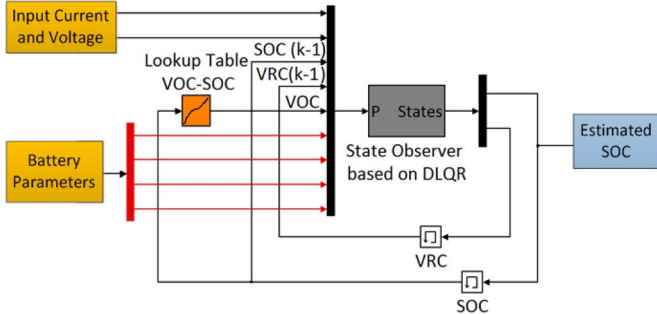 Input Current
and Voltage
SOC (k-1)
Lookup Table
VOC-SOC
VRC(k-1)
VOC
P States
Estimated
SOC
Battery
Parameters
State Observer
based on DLQR
VRC
SOC